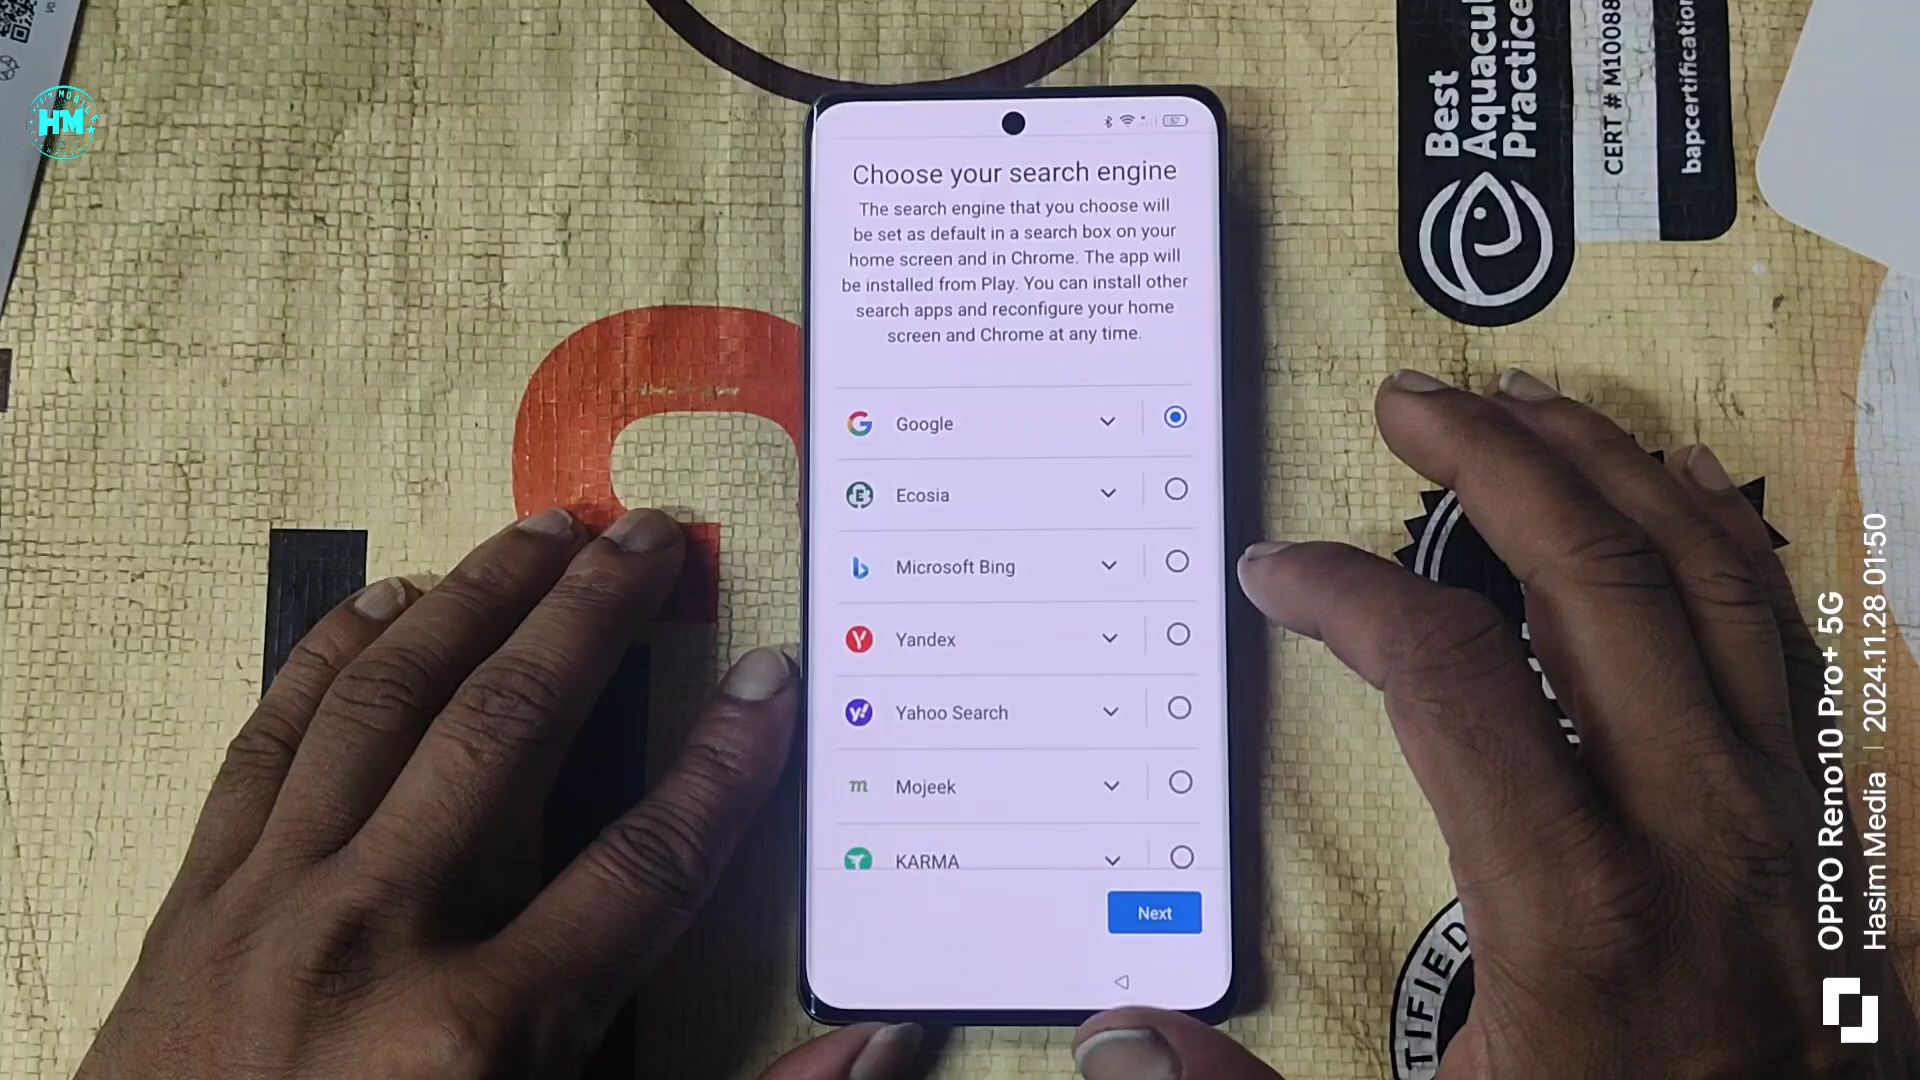 HM
Choose your search engine
The search engine that you choose will
be set as default in a search box on your
home screen and in Chrome. The app will
be installed from Play. You can install other
search apps and reconfigure your home
screen and Chrome at any time.
Google
Ecosia
Microsoft Bing
Yandex
Yahoo Search
Mojeek
KARMA
Next
57
Best
Aquacul
Practice
CERT # M10088
bapcertification
TIFIED
OPPO Reno10 Pro+ 5G
Hasim Media | 2024.11.28 01:50